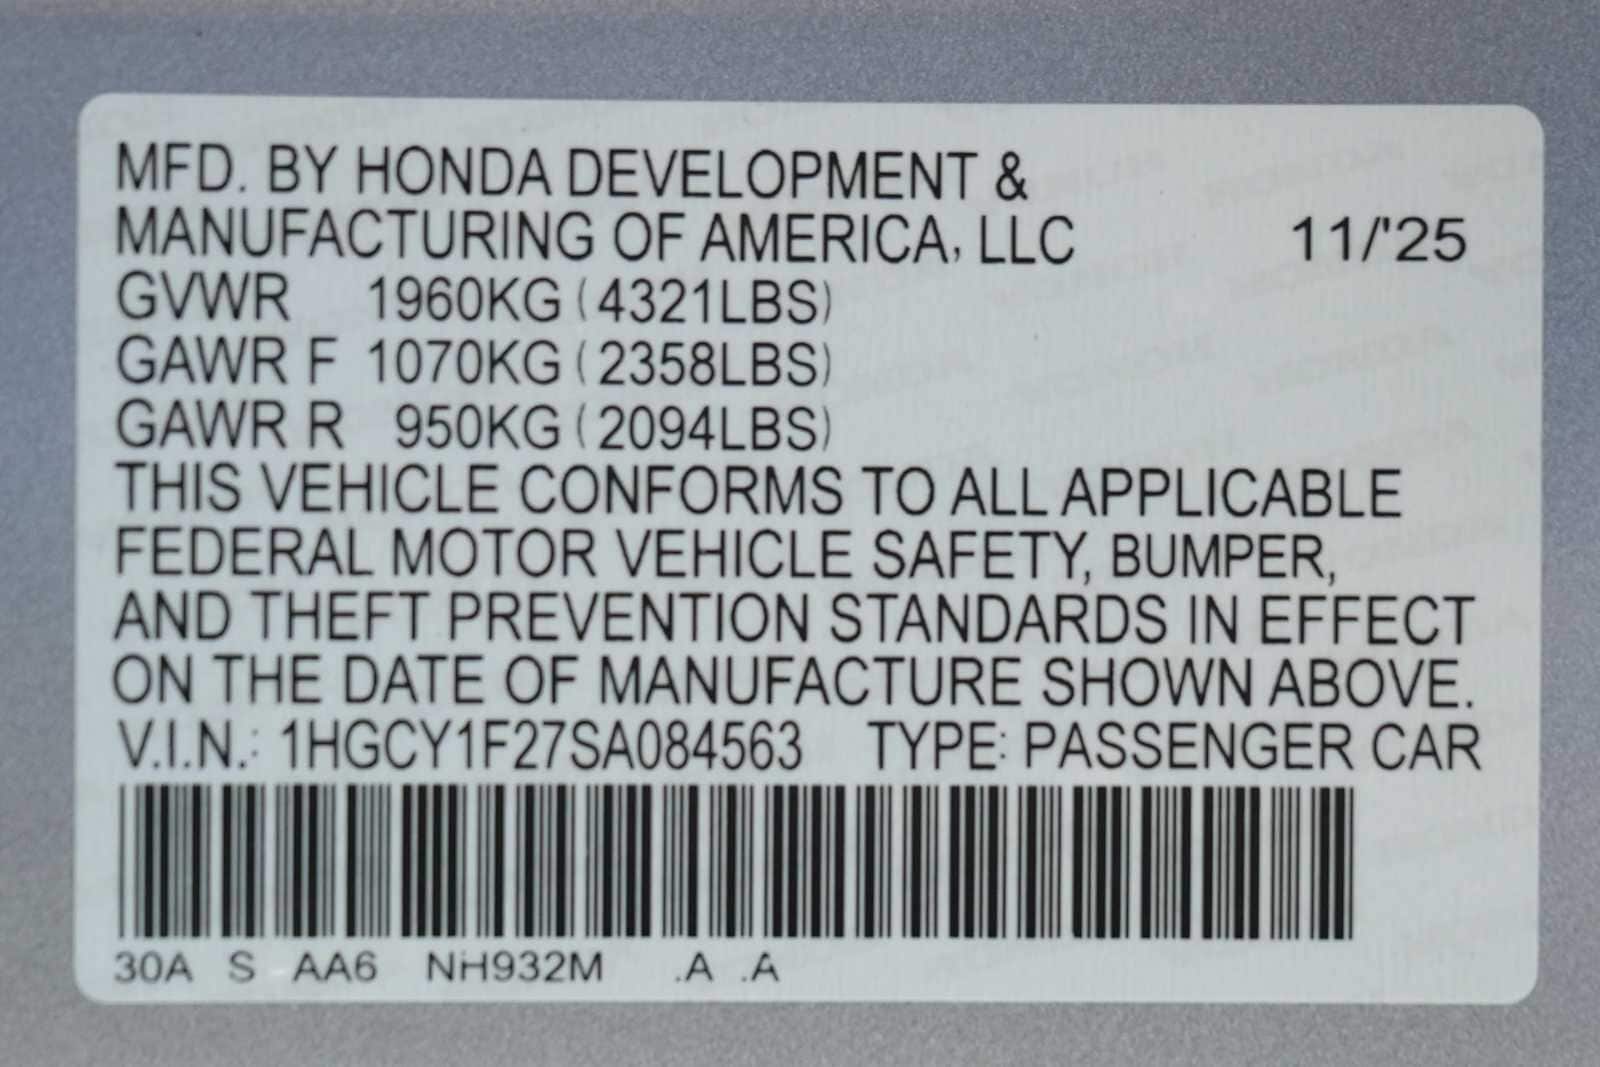 MFD. BY HONDA DEVELOPMENT &
MANUFACTURING OF AMERICA, LLC 11/'25
GVWR 1960KG (4321LBS)
GAWR F 1070KG (2358LBS)
GAWR R 950KG (2094LBS)
THIS VEHICLE CONFORMS TO ALL APPLICABLE
FEDERAL MOTOR VEHICLE SAFETY, BUMPER,
AND THEFT PREVENTION STANDARDS IN EFFECT
ON THE DATE OF MANUFACTURE SHOWN ABOVE.
V.I.N.: 1HGCY1F27SA084563 TYPE: PASSENGER CAR
30A S AA6 NH932M .A .A